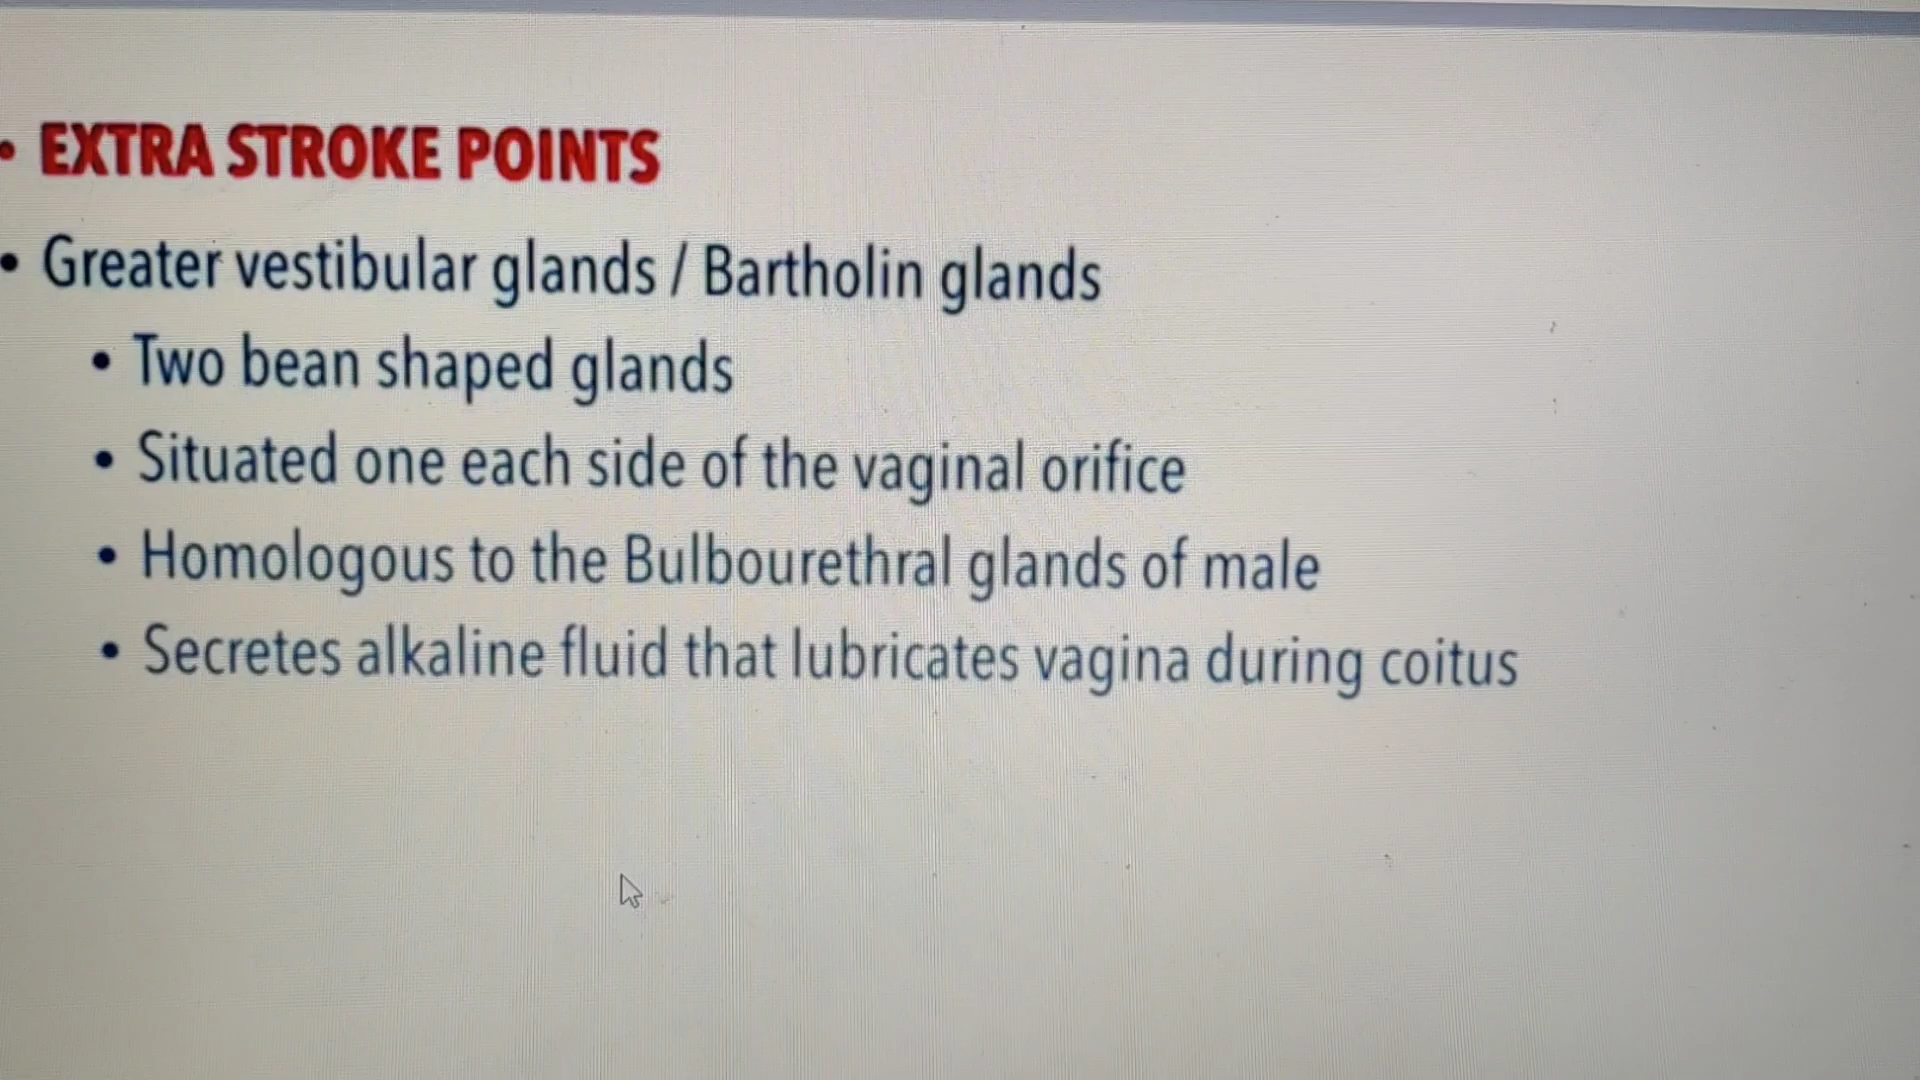 • EXTRA STROKE POINTS
• Greater vestibular glands / Bartholin glands
• Two bean shaped glands
• Situated one each side of the vaginal orifice
• Homologous to the Bulbourethral glands of male
• Secretes alkaline fluid that lubricates vagina during coitus